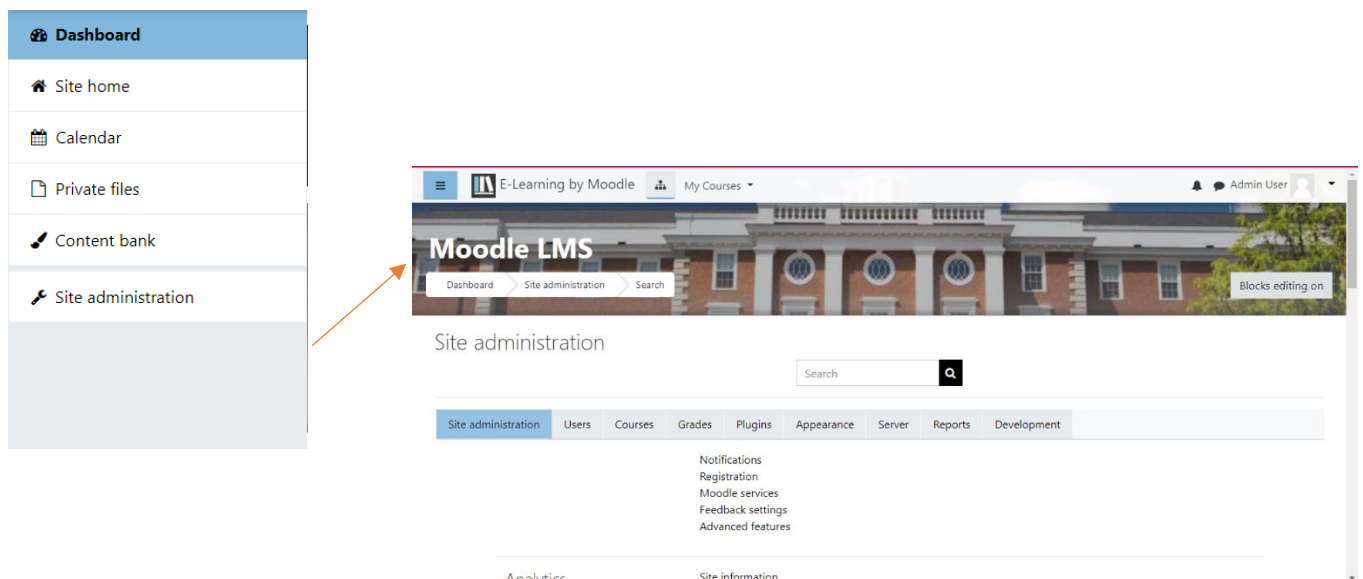 Dashboard
Site home
Calendar
Private files
Content bank
Site administration
E-Learning by Moodle My Courses Admin User
Moodle LMS
Dashboard Site administration Search
Blocks editing on
Site administration
Search
Site administration Users Courses Grades Plugins Appearance Server Reports Development
Notifications
Registration
Moodle services
Feedback settings
Advanced features
Analytics Site information